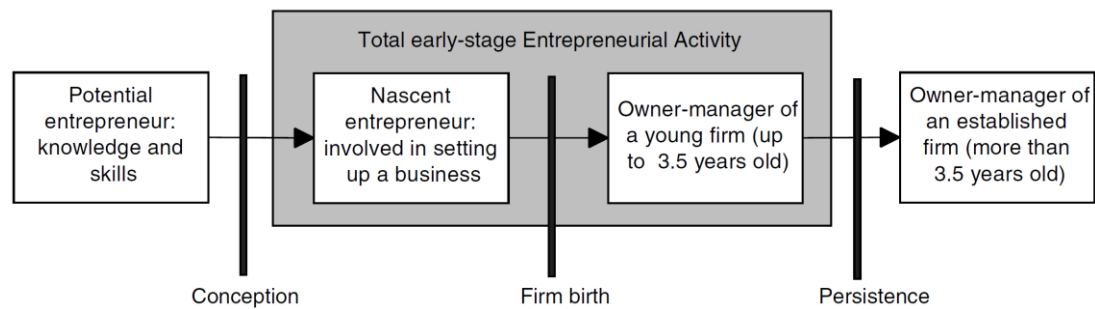 Total early-stage Entrepreneurial Activity
Potential
entrepreneur:
knowledge and
skills
Nascent
entrepreneur:
involved in setting
up a business
Owner-manager of
a young firm (up
to 3.5 years old)
Owner-manager of
an established
firm (more than
3.5 years old)
Conception
Firm birth
Persistence